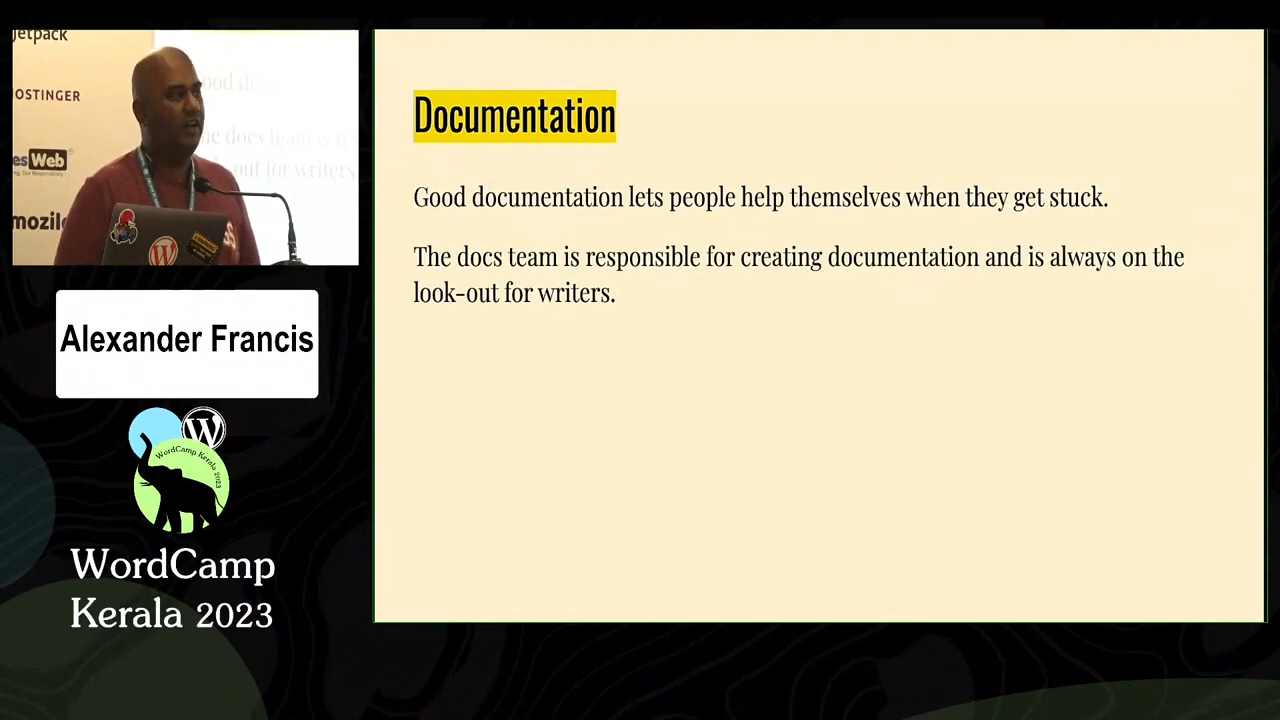 Jetpack
OSTINGER
esWeb
mozil
Documentation
Good documentation lets people help themselves when they get stuck.
The docs team is responsible for creating documentation and is always on the
look-out for writers.
Alexander Francis
W
WordCamp Kerala 2023
WordCamp
Kerala 2023